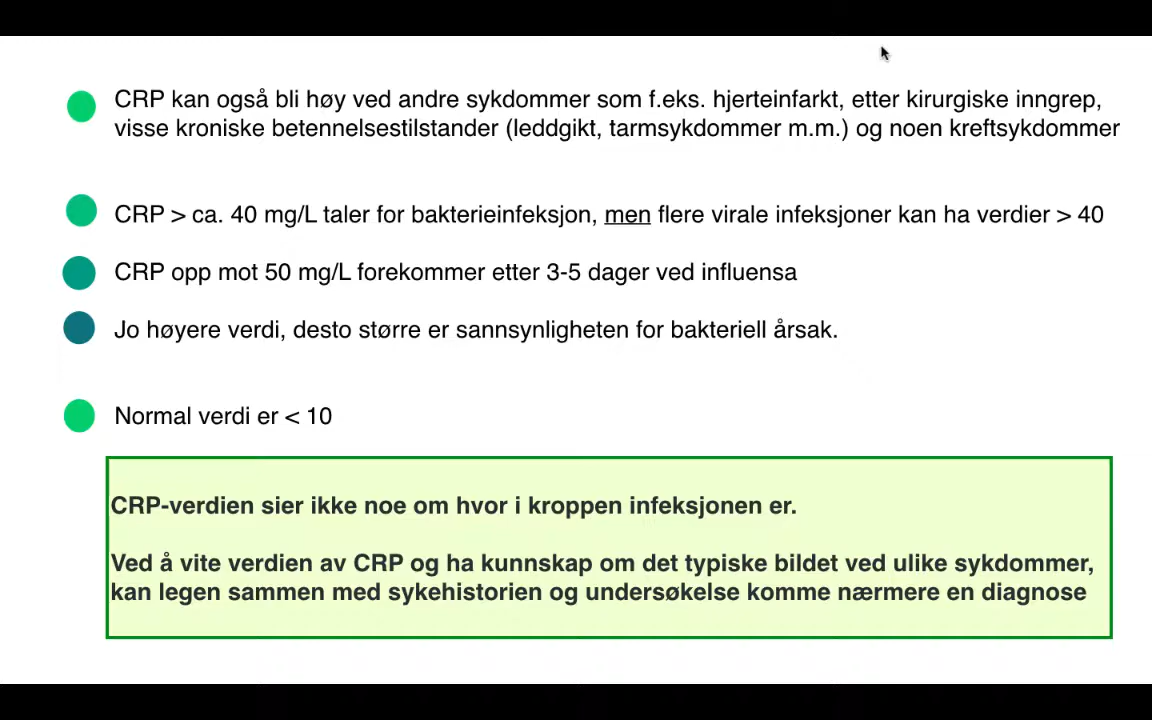 CRP kan også bli høy ved andre sykdommer som f.eks. hjerteinfarkt, etter kirurgiske inngrep,
visse kroniske betennelsestilstander (leddgikt, tarmsykdommer m.m.) og noen kreftsykdommer
CRP > ca. 40 mg/L taler for bakterieinfeksjon, men flere virale infeksjoner kan ha verdier > 40
CRP opp mot 50 mg/L forekommer etter 3-5 dager ved influensa
Jo høyere verdi, desto større er sannsynligheten for bakteriell årsak.
Normal verdi er < 10
CRP-verdien sier ikke noe om hvor i kroppen infeksjonen er.
Ved å vite verdien av CRP og ha kunnskap om det typiske bildet ved ulike sykdommer,
kan legen sammen med sykehistorien og undersøkelse komme nærmere en diagnose